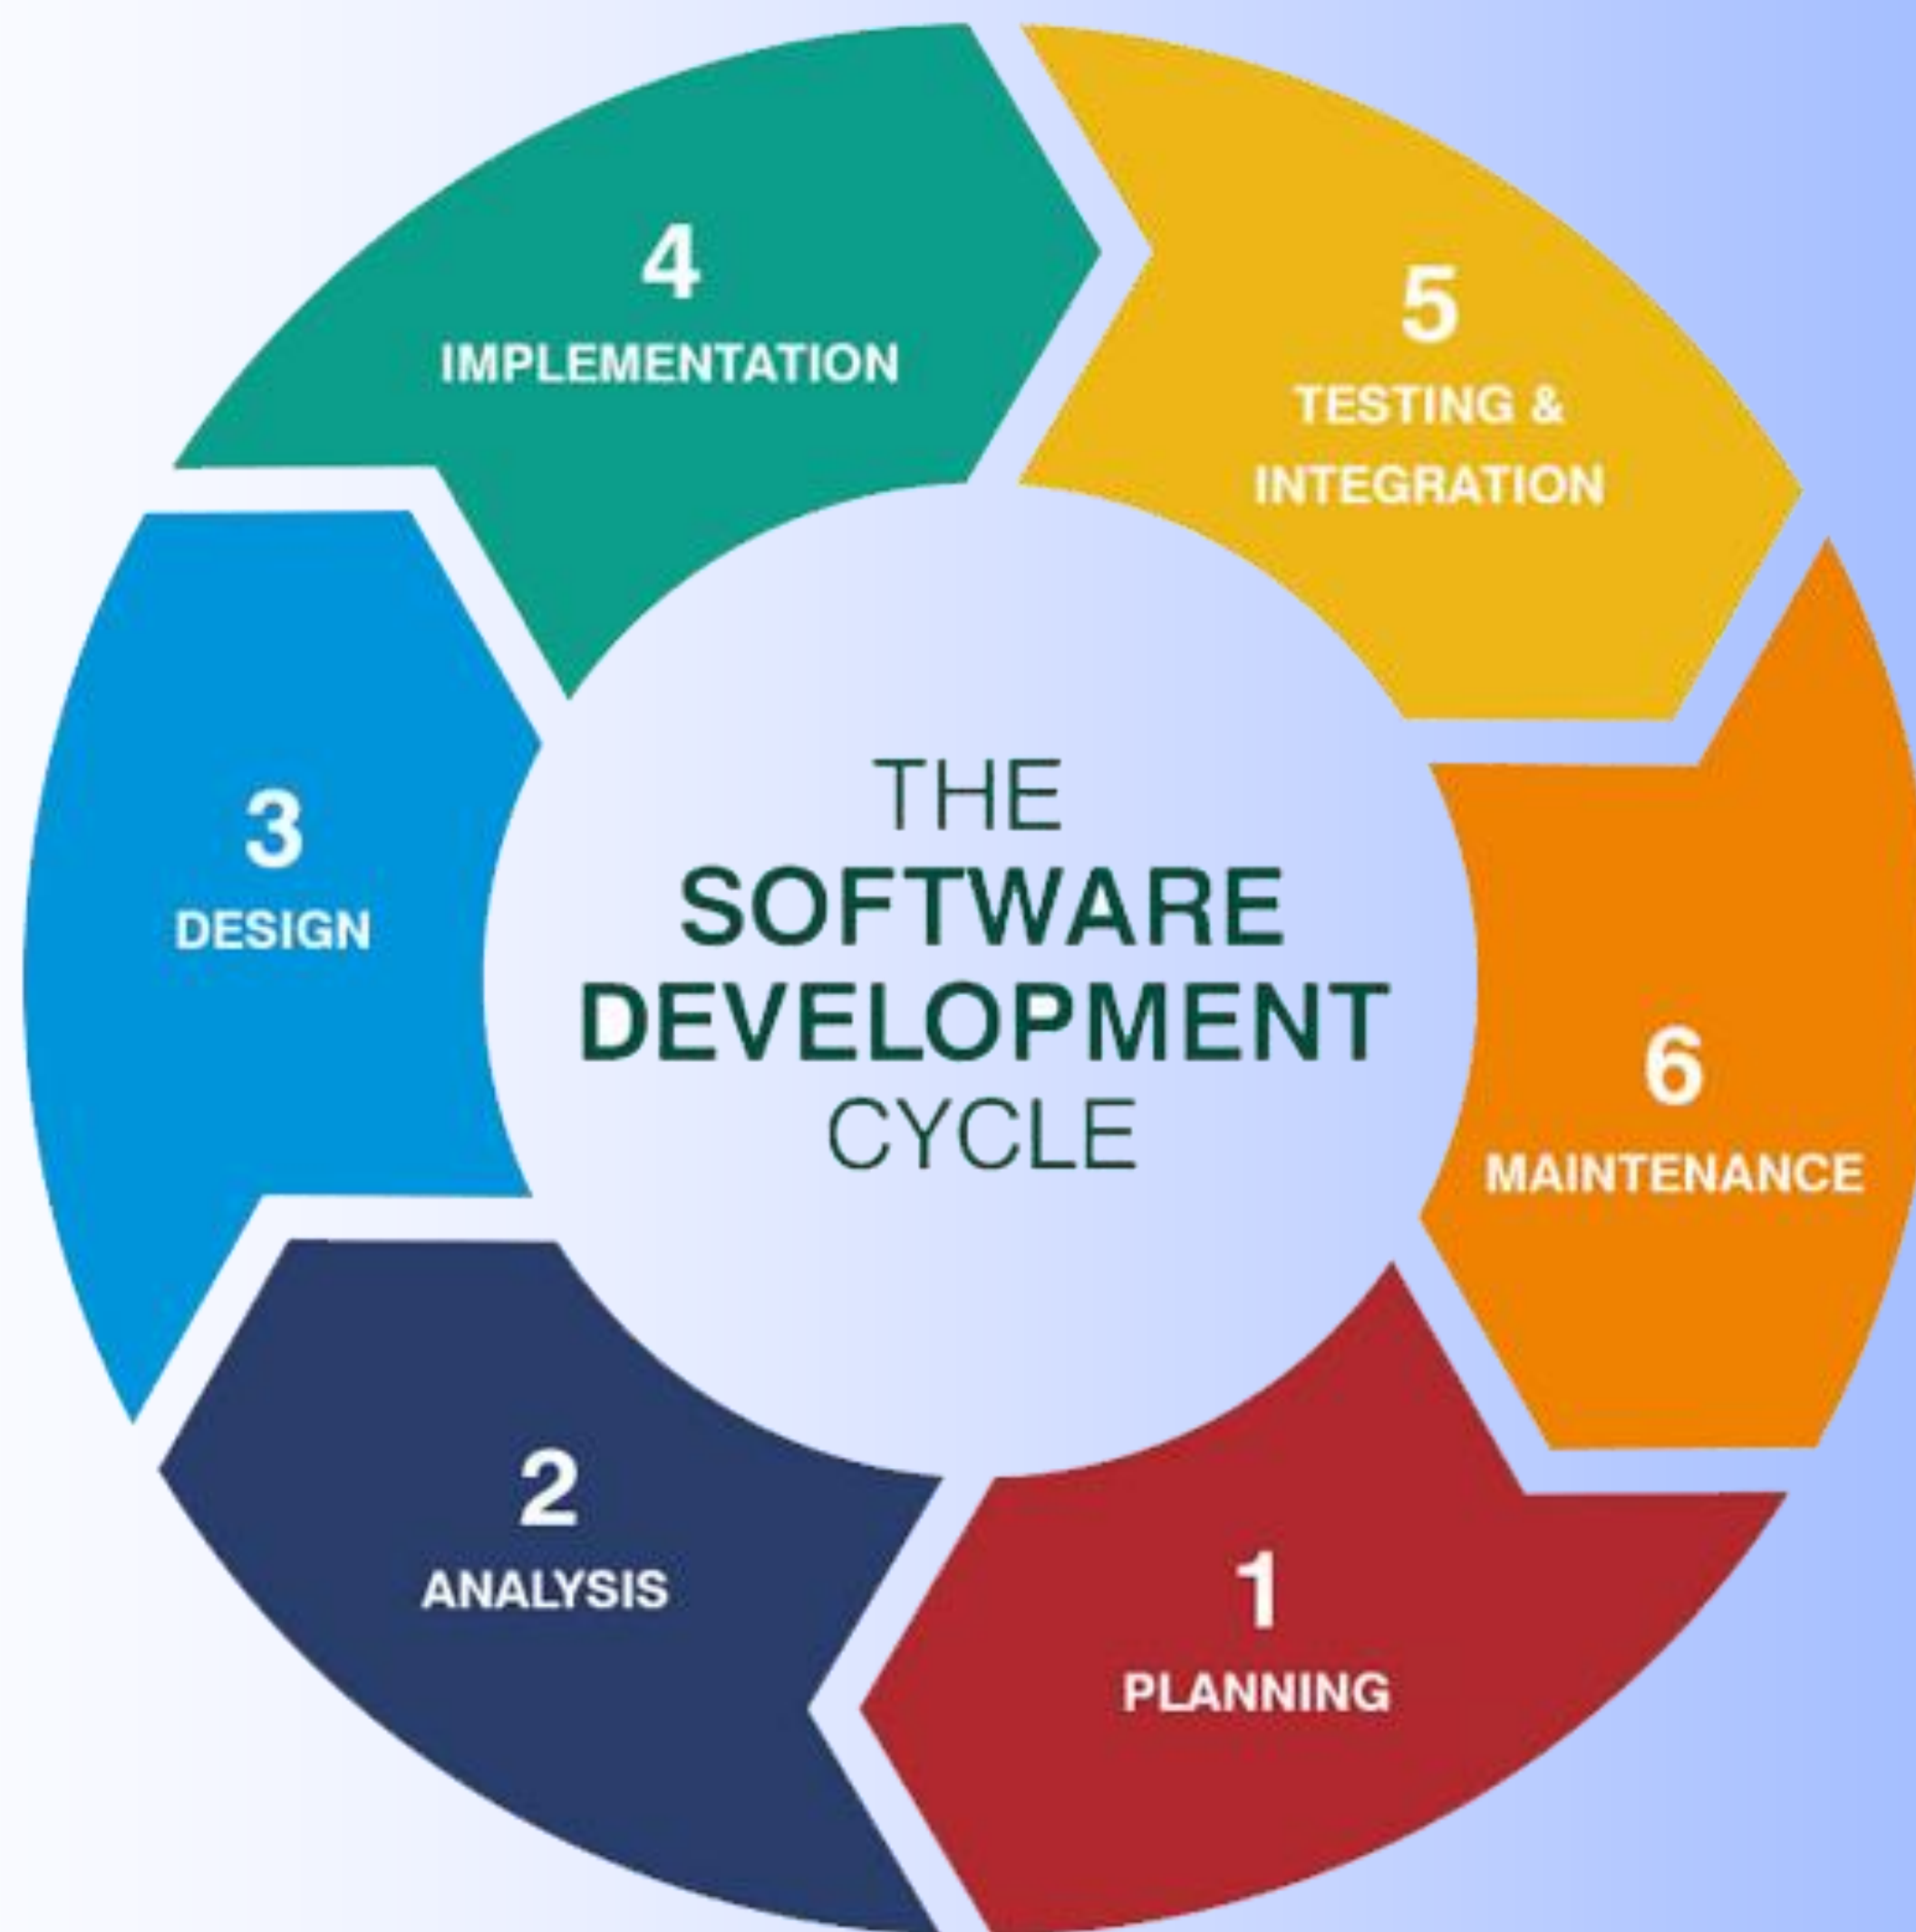 4
IMPLEMENTATION
5
TESTING &
INTEGRATION
3
DESIGN
THE
SOFTWARE
DEVELOPMENT
CYCLE
6
MAINTENANCE
2
ANALYSIS
1
PLANNING